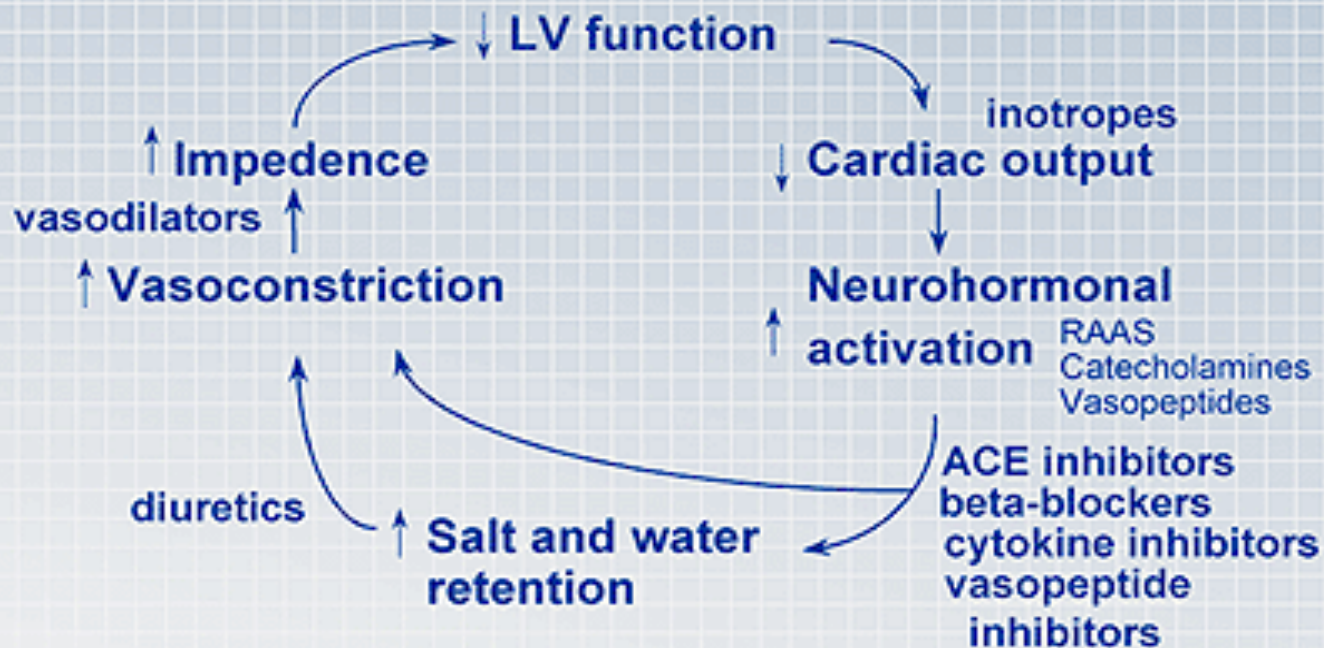 ↓ LV function
inotropes
↑ Impedence
↓ Cardiac output
vasodilators
↑ Vasoconstriction
Neurohormonal
↑ activation
RAAS
Catecholamines
Vasopeptides
ACE inhibitors
beta-blockers
cytokine inhibitors
vasopeptide
inhibitors
diuretics
↑ Salt and water
retention